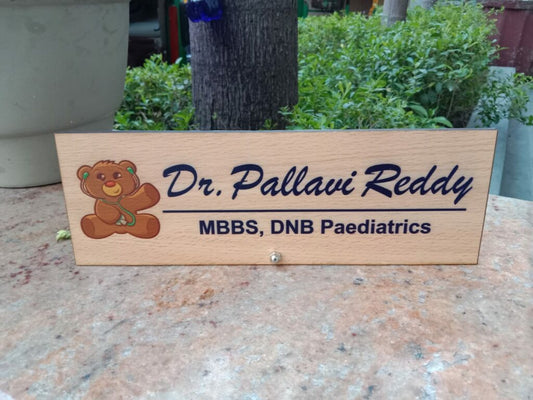 Dr. Pallavi Reddy
MBBS, DNB Paediatrics